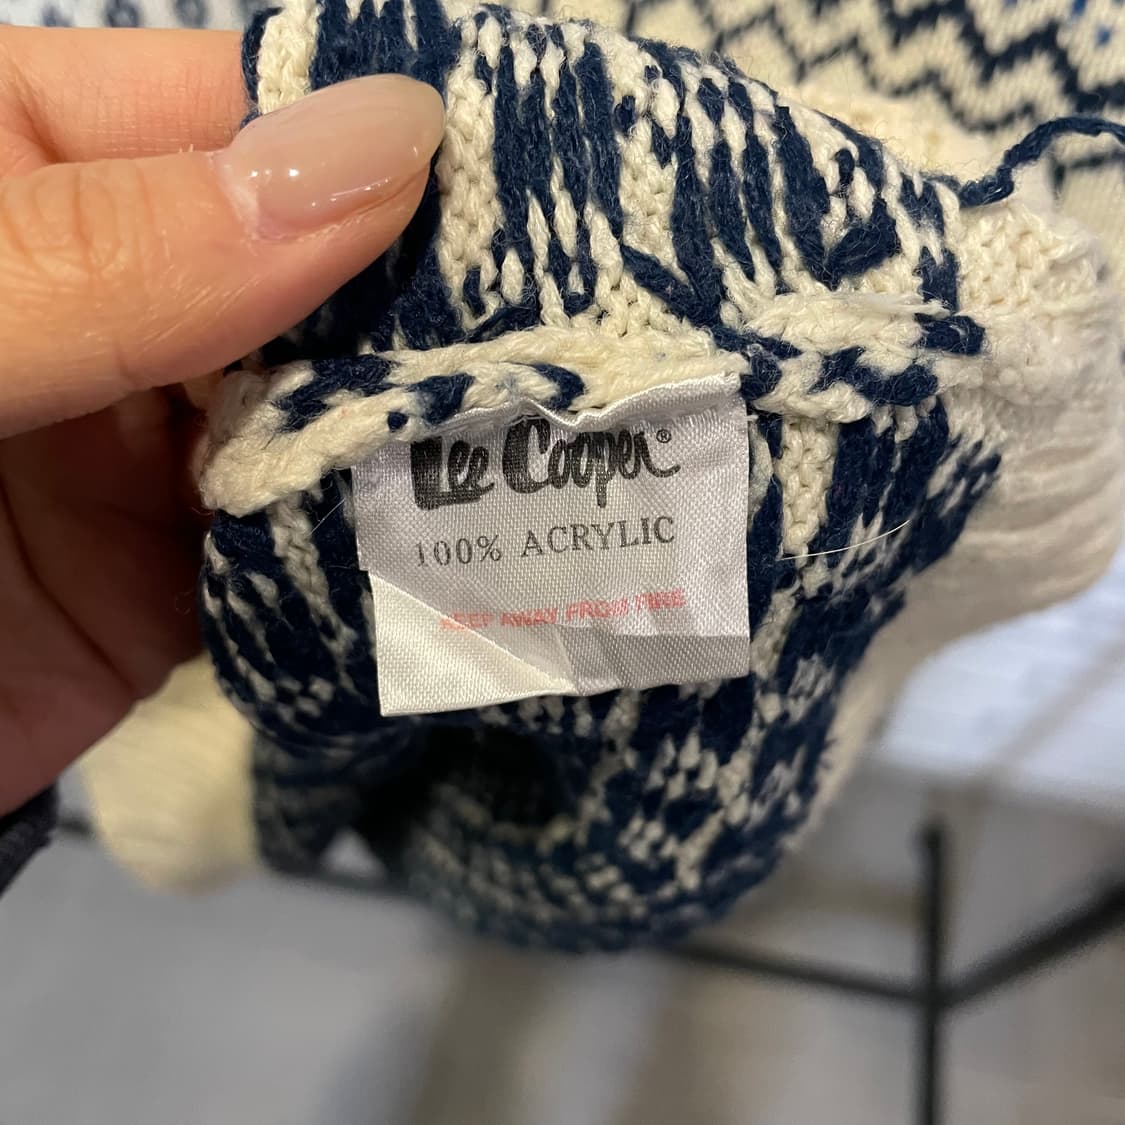 Lee Cooper®
100% ACRYLIC
KEEP AWAY FROM FIRE